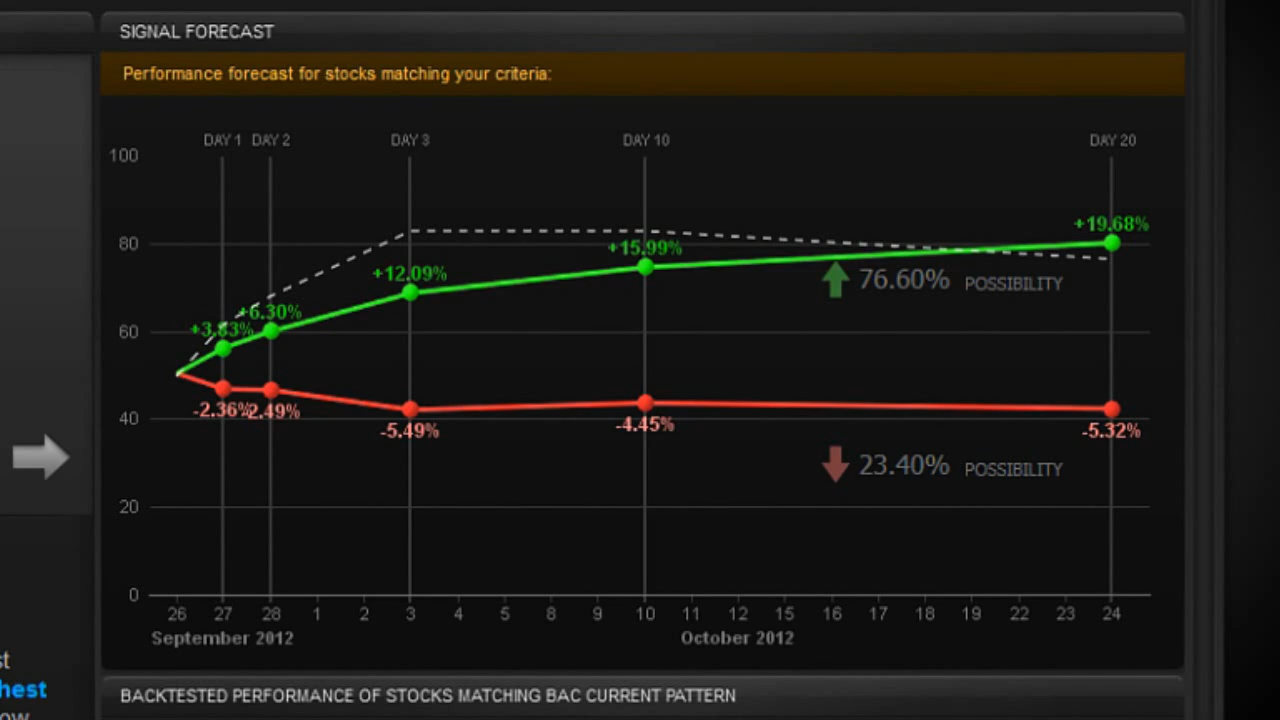 SIGNAL FORECAST
Performance forecast for stocks matching your criteria:
DAY 1 DAY 2 DAY 3 DAY 10 DAY 20
100
+19.68%
80
+15.99%
+12.09%
76.60% POSSIBILITY
+6.30%
+3.83%
60
-2.36% -2.49%
40
-5.49% -4.45% -5.32%
23.40% POSSIBILITY
20
0
26 27 28 1 2 3 4 5 8 9 10 11 12 15 16 17 18 19 22 23 24
September 2012 October 2012
st
hest
ow
BACKTESTED PERFORMANCE OF STOCKS MATCHING BAC CURRENT PATTERN